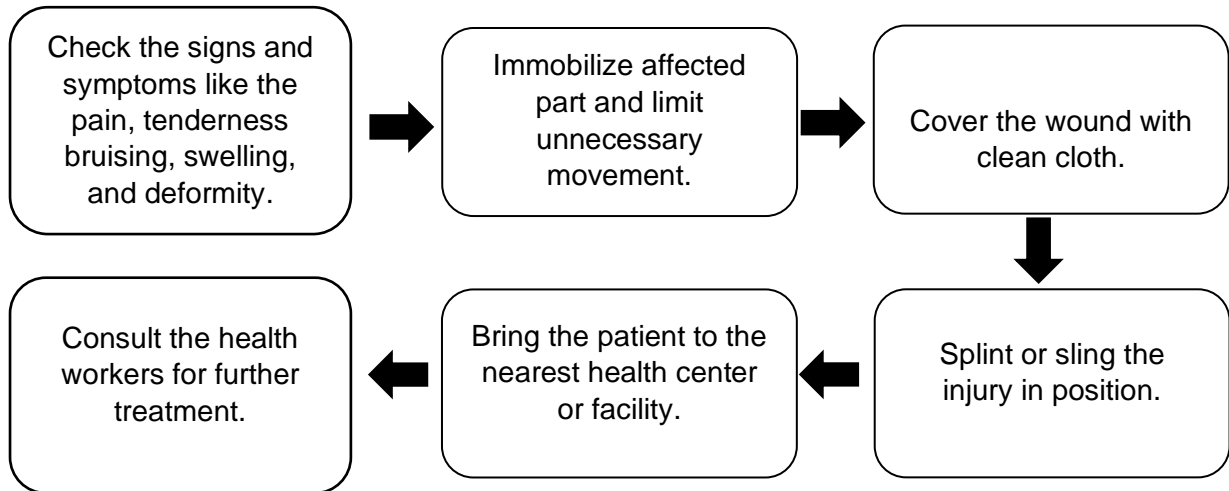 Check the signs and
symptoms like the
pain, tenderness
bruising, swelling,
and deformity.
Immobilize affected
part and limit
unnecessary
movement.
Cover the wound with
clean cloth.
Splint or sling the
injury in position.
Bring the patient to the
nearest health center
or facility.
Consult the health
workers for further
treatment.